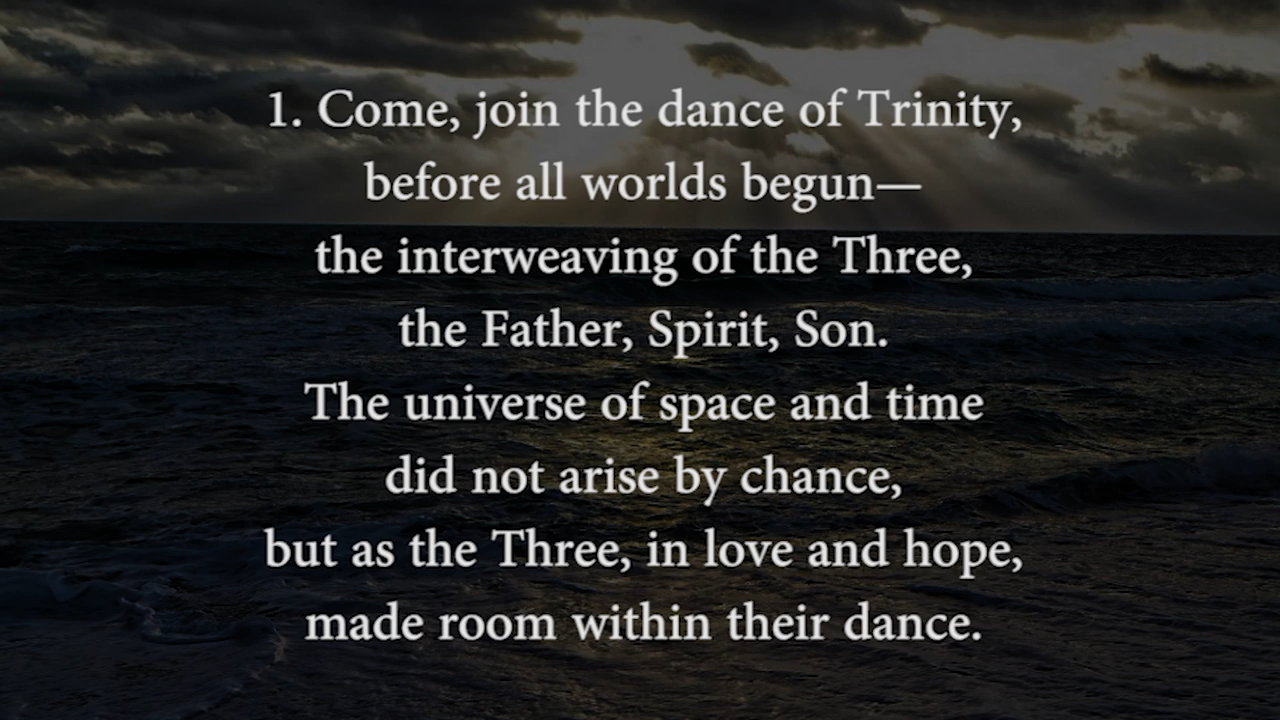 1. Come, join the dance of Trinity,
before all worlds begun—
the interweaving of the Three,
the Father, Spirit, Son.
The universe of space and time
did not arise by chance,
but as the Three, in love and hope,
made room within their dance.